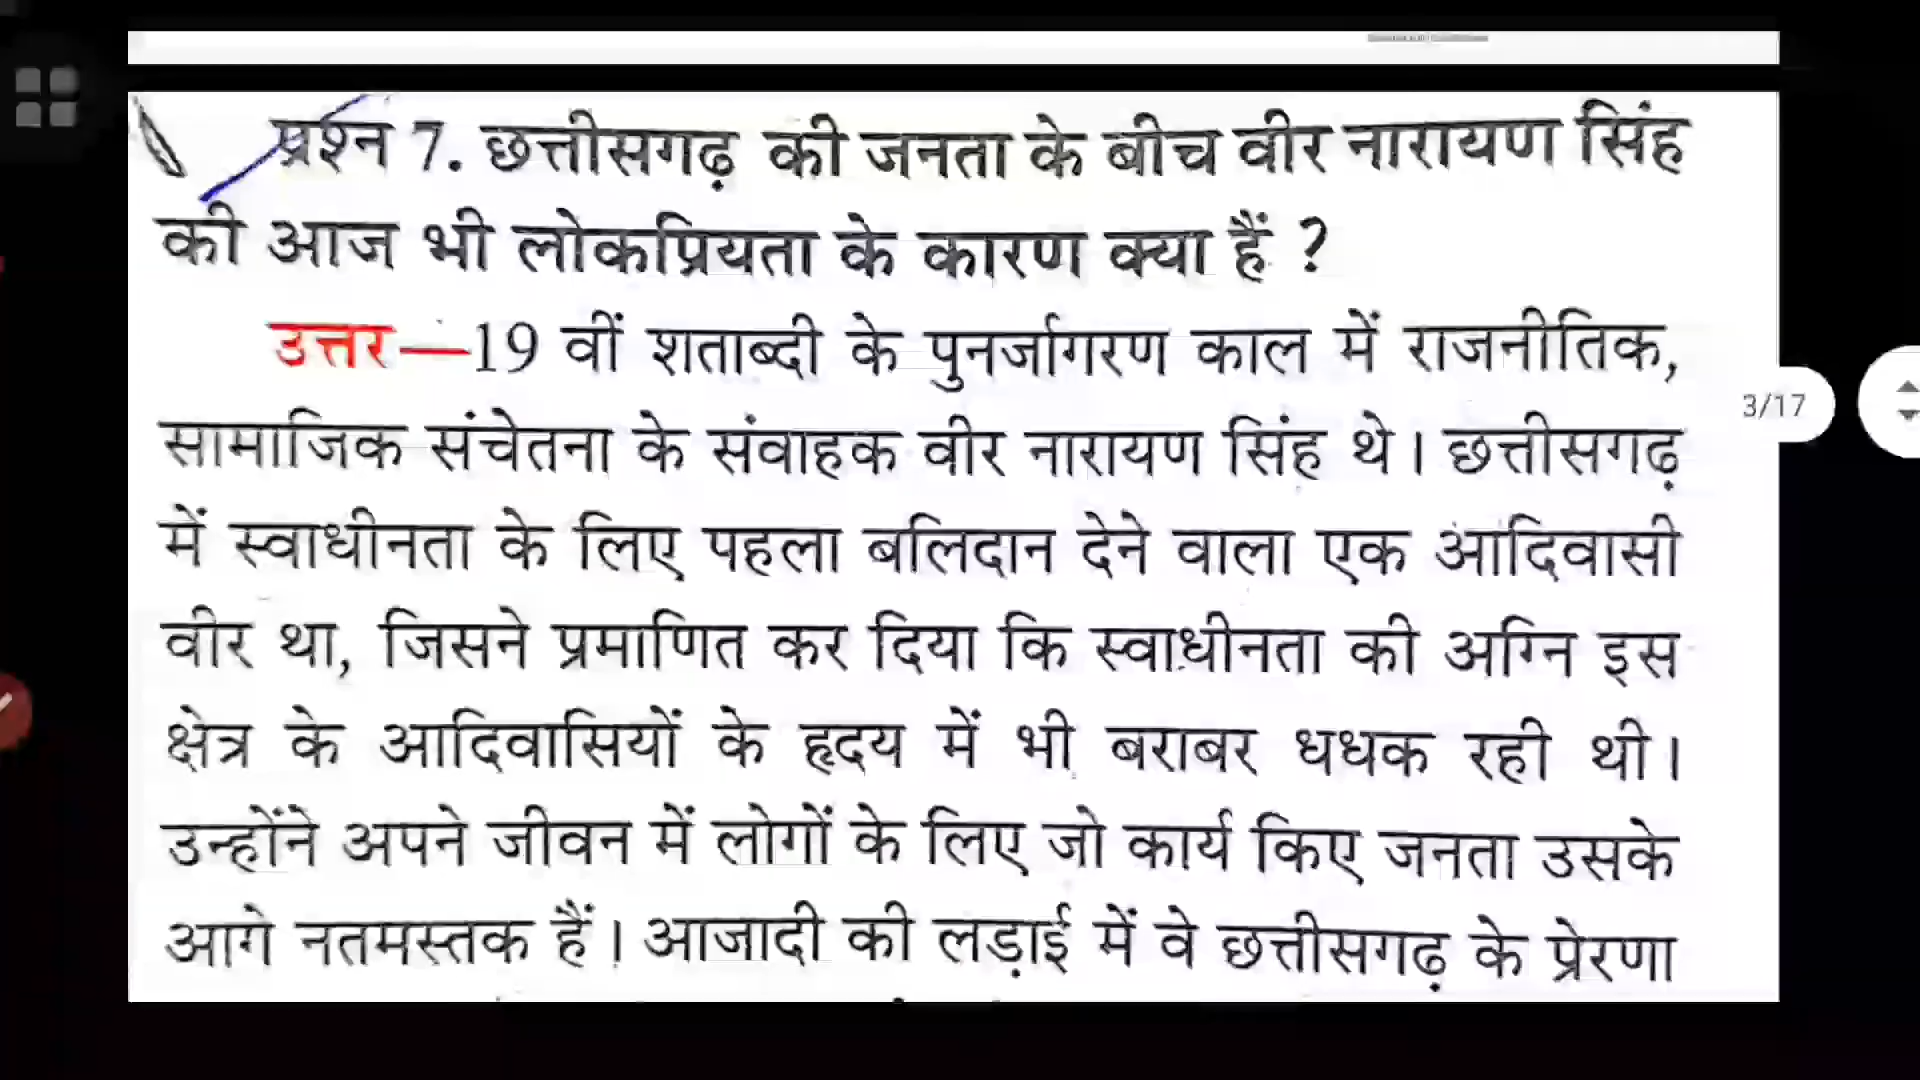 प्रश्न 7. छत्तीसगढ़ की जनता के बीच वीर नारायण सिंह
की आज भी लोकप्रियता के कारण क्या हैं ?
उत्तर—19 वीं शताब्दी के पुनर्जागरण काल में राजनीतिक,
सामाजिक संचेतना के संवाहक वीर नारायण सिंह थे। छत्तीसगढ़
में स्वाधीनता के लिए पहला बलिदान देने वाला एक आदिवासी
वीर था, जिसने प्रमाणित कर दिया कि स्वाधीनता की अग्नि इस
क्षेत्र के आदिवासियों के हृदय में भी बराबर धधक रही थी।
उन्होंने अपने जीवन में लोगों के लिए जो कार्य किए जनता उसके
आगे नतमस्तक हैं। आजादी की लड़ाई में वे छत्तीसगढ़ के प्रेरणा
3/17